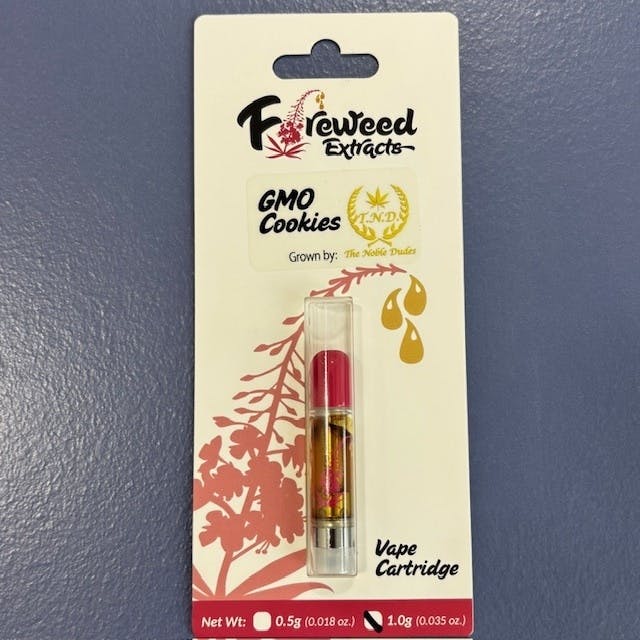 Fireweed
Extracts
GMO
Cookies
T.N.D.
Grown by:
The Noble Dudes
Vape
Cartridge
Net Wt: 0.5g (0.018 oz.) 1.0g (0.035 oz.)